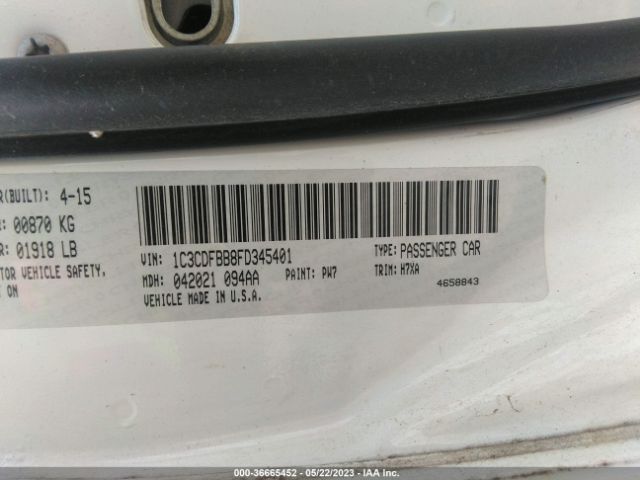 R(BUILT): 4-15
: 00870 KG
R: 01918 LB
TOR VEHICLE SAFETY.
ON
VIN: 1C3CDFBB8FD345401
TYPE: PASSENGER CAR
MDH: 042021 094AA
PAINT: PW7
TRIM: H7XA
VEHICLE MADE IN U.S.A.
4658843
000-36665452 - 05/22/2023 - IAA Inc.